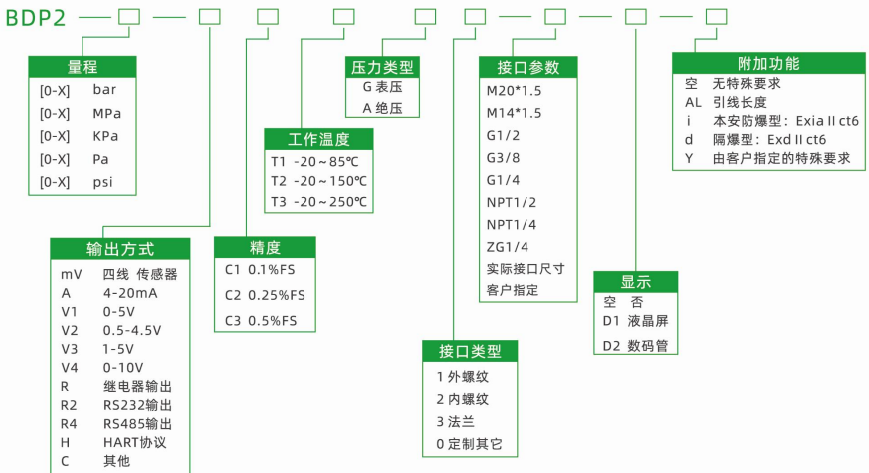 BDP2
量程
[0-X] bar
[0-X] MPa
[0-X] KPa
[0-X] Pa
[0-X] psi
输出方式
mV 四线 传感器
A 4-20mA
V1 0-5V
V2 0.5-4.5V
V3 1-5V
V4 0-10V
R 继电器输出
R2 RS232输出
R4 RS485输出
H HART协议
C 其他
精度
C1 0.1%FS
C2 0.25%FS
C3 0.5%FS
工作温度
T1 -20~85℃
T2 -20~150℃
T3 -20~250℃
压力类型
G 表压
A 绝压
接口类型
1 外螺纹
2 内螺纹
3 法兰
0 定制其它
接口参数
M20*1.5
M14*1.5
G1/2
G3/8
G1/4
NPT1/2
NPT1/4
ZG1/4
实际接口尺寸
客户指定
显示
空 否
D1 液晶屏
D2 数码管
附加功能
空 无特殊要求
AL 引线长度
i 本安防爆型：Exia II ct6
d 隔爆型：Exd II ct6
Y 由客户指定的特殊要求